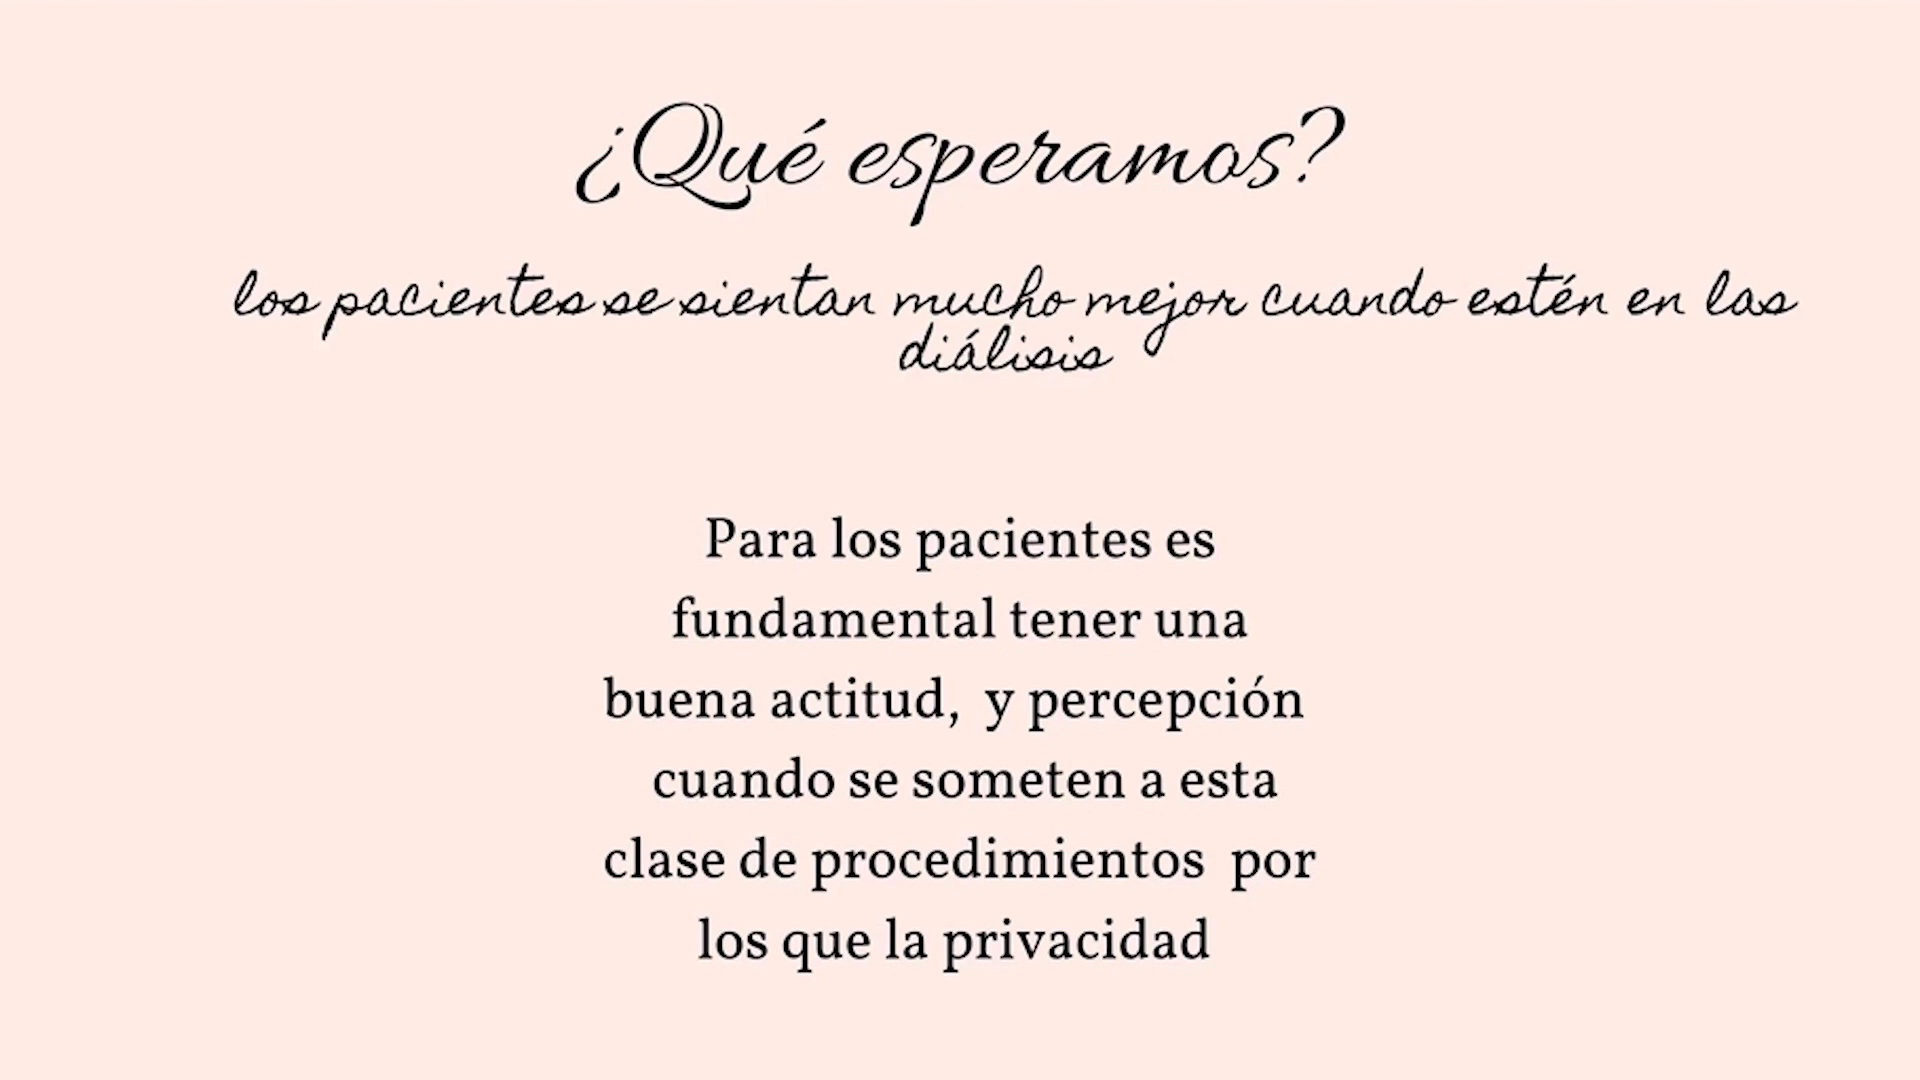 ¿Qué esperamos?
los pacientes se sientan mucho mejor cuando estén en las
diálisis
Para los pacientes es
fundamental tener una
buena actitud,  y percepción
cuando se someten a esta
clase de procedimientos  por
los que la privacidad